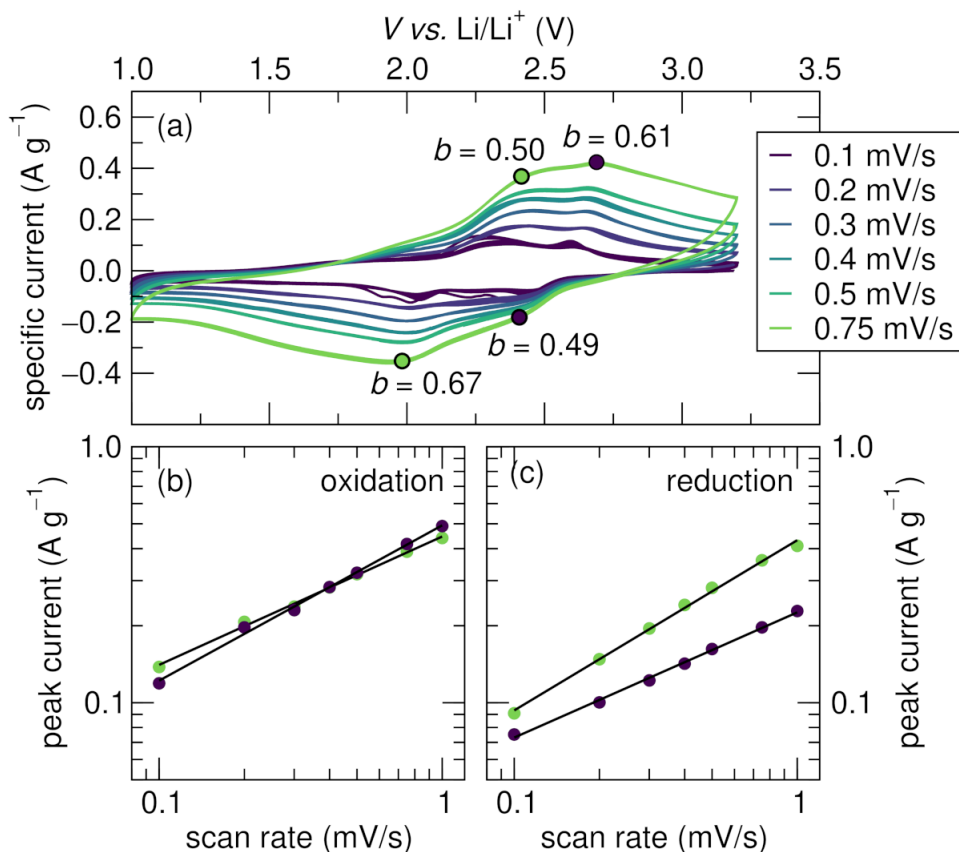 V vs. Li/Li⁺ (V)
1.0 1.5 2.0 2.5 3.0 3.5
specific current (A g⁻¹)
0.6
0.4
0.2
0.0
−0.2
−0.4
(a)
b = 0.50
b = 0.61
b = 0.49
b = 0.67
0.1 mV/s
0.2 mV/s
0.3 mV/s
0.4 mV/s
0.5 mV/s
0.75 mV/s
(b) oxidation
peak current (A g⁻¹)
1.0
0.1
0.1 1
scan rate (mV/s)
(c) reduction
1.0
0.1
peak current (A g⁻¹)
0.1 1
scan rate (mV/s)